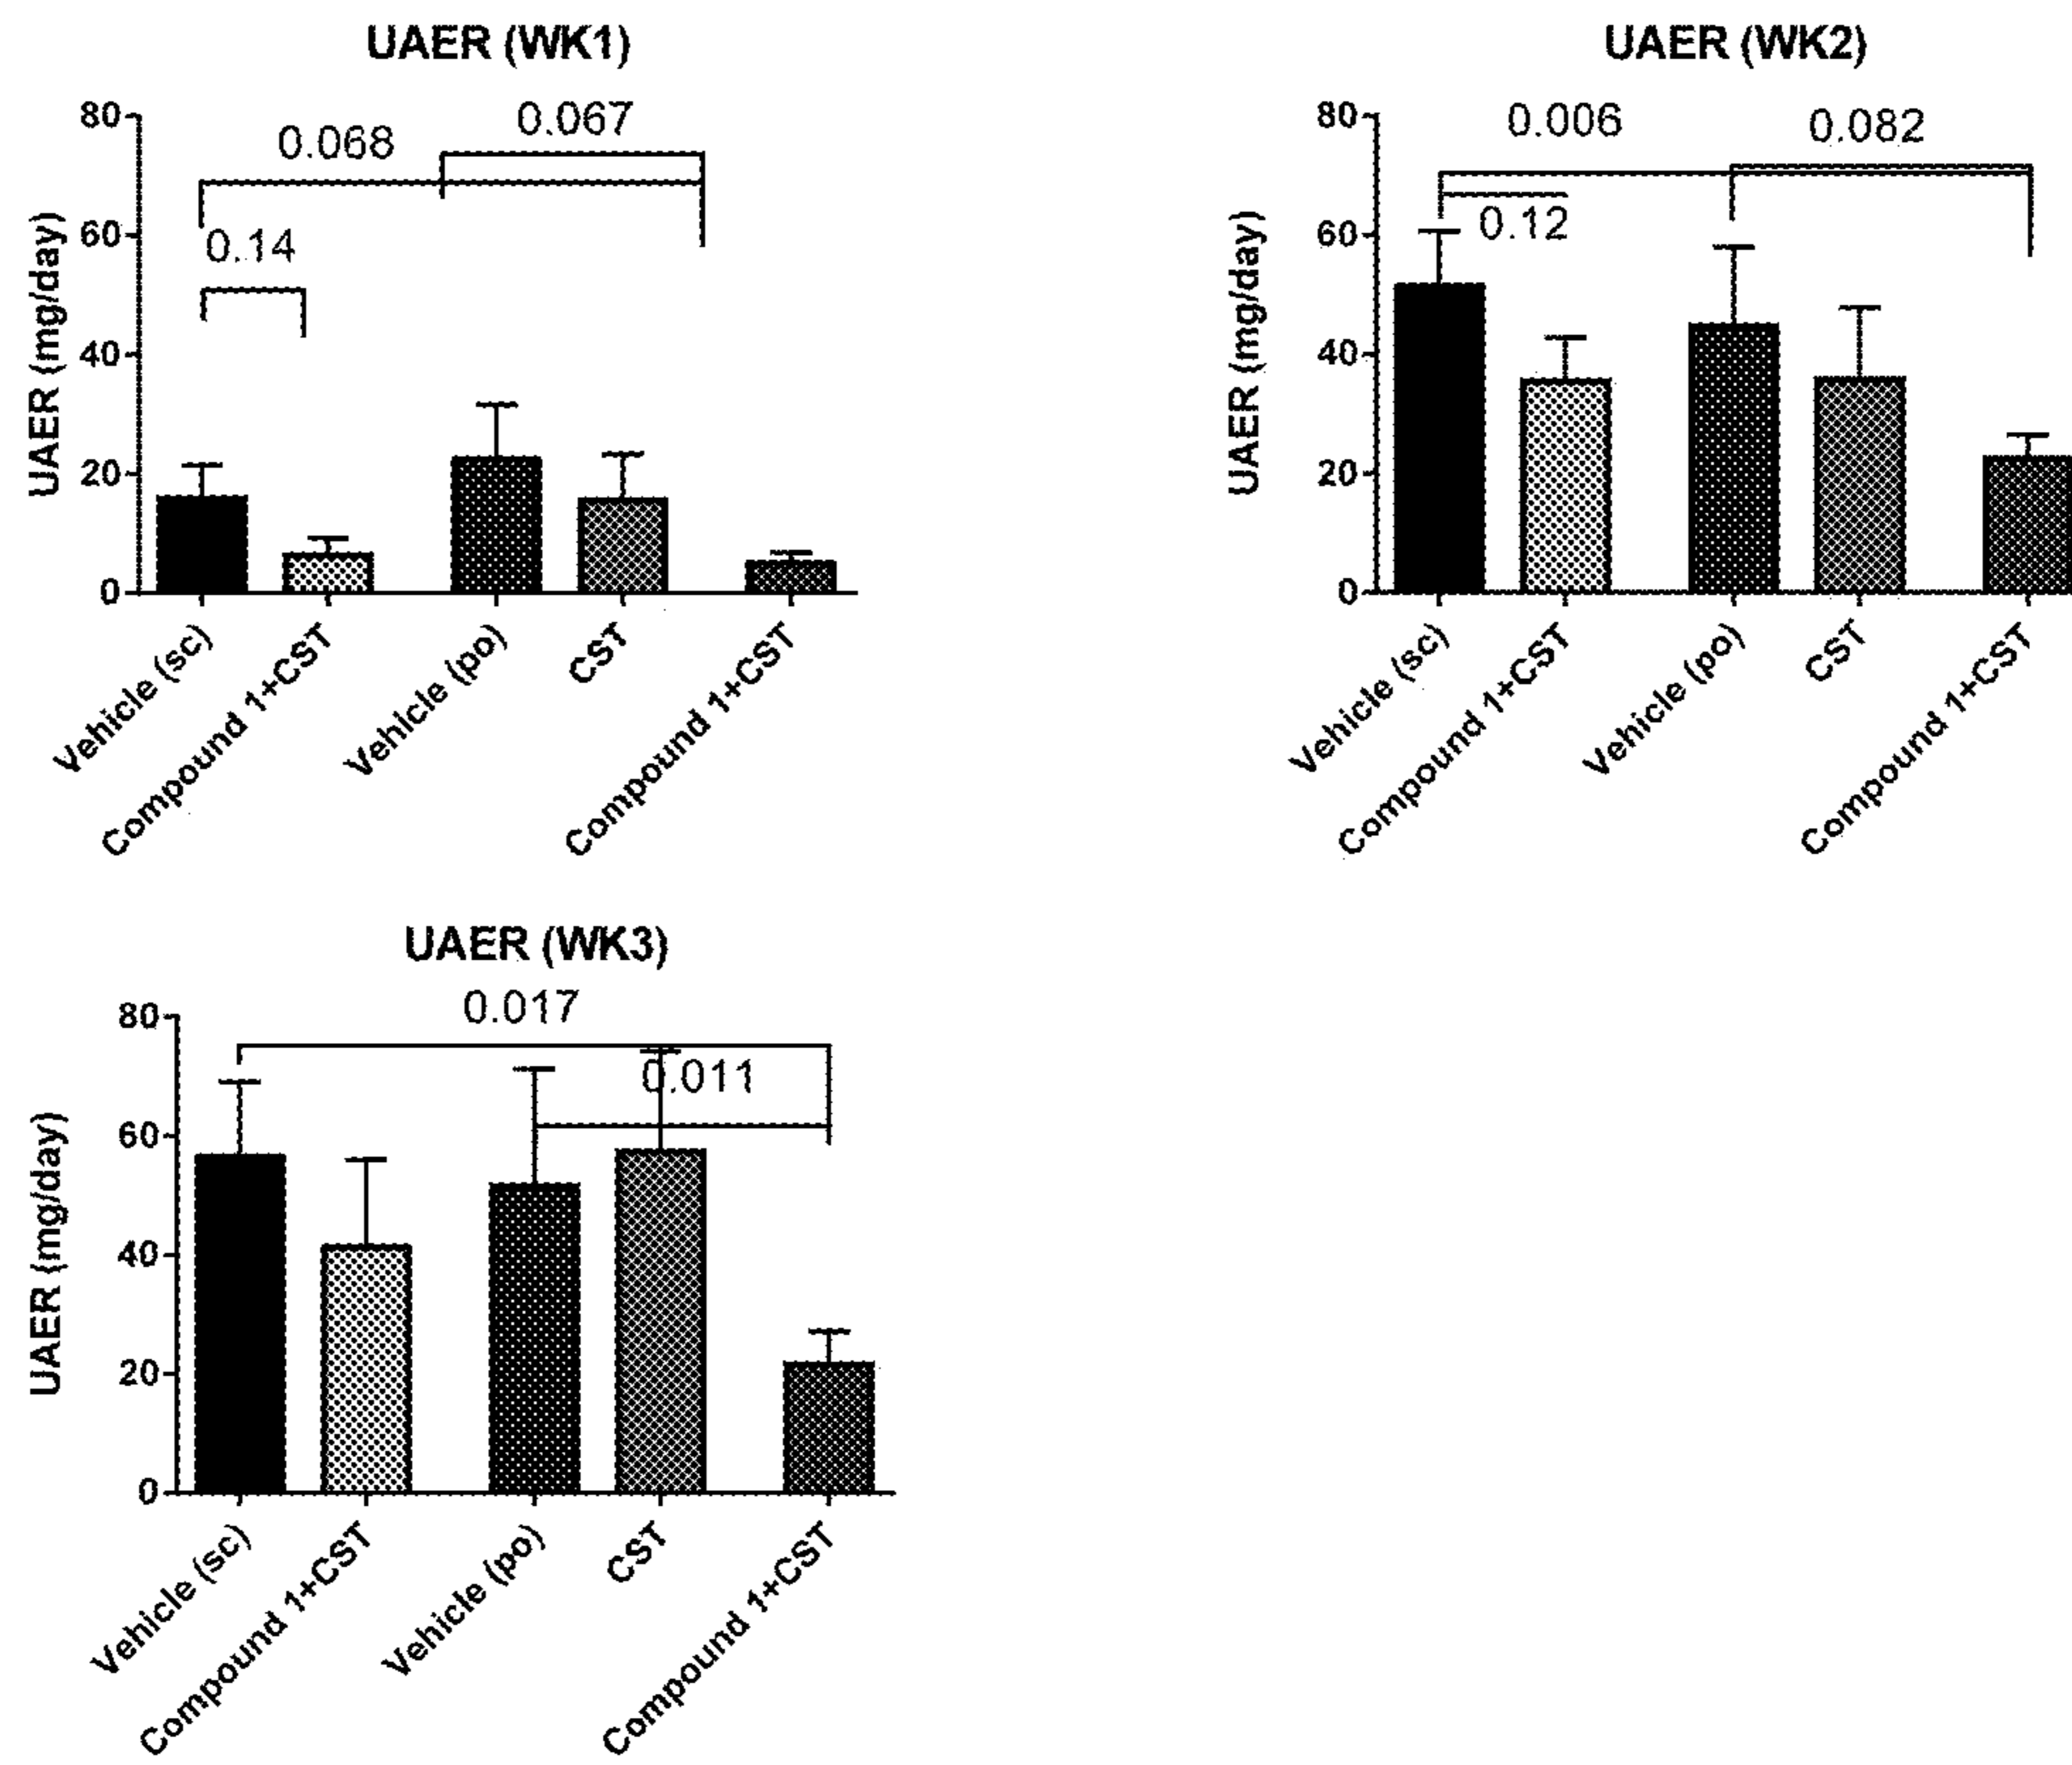 UAER (WK1)
UAER (mg/day)
80
60
40
20
0
0.068
0.067
0.14
Vehicle (sc)
Compound 1+CST
Vehicle (po)
CST
Compound 1+CST
UAER (WK2)
UAER (mg/day)
80
60
40
20
0
0.006
0.082
0.12
Vehicle (sc)
Compound 1+CST
Vehicle (po)
CST
Compound 1+CST
UAER (WK3)
UAER (mg/day)
80
60
40
20
0
0.017
0.011
Vehicle (sc)
Compound 1+CST
Vehicle (po)
CST
Compound 1+CST